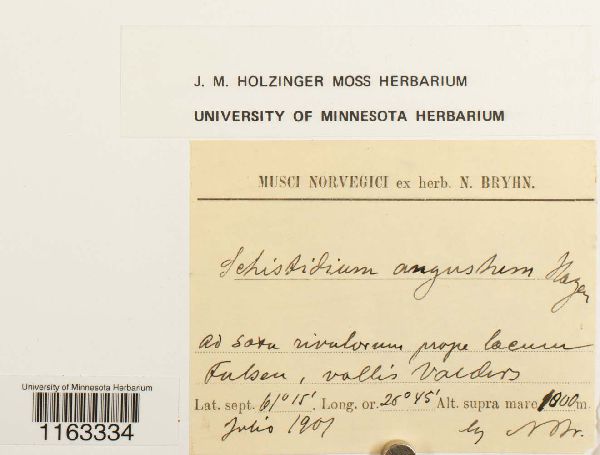 J. M. HOLZINGER MOSS HERBARIUM
UNIVERSITY OF MINNESOTA HERBARIUM
MUSCI NORVEGICI ex herb. N. BRYHN.
Schistidium angustum Hagen
ad saxa rivulorum prope lacum
Fulsen, vallis Valders
Lat. sept. 61°15'. Long. or. 26°45' Alt. supra mare 1800 m.
Julio 1901
University of Minnesota Herbarium
1163334